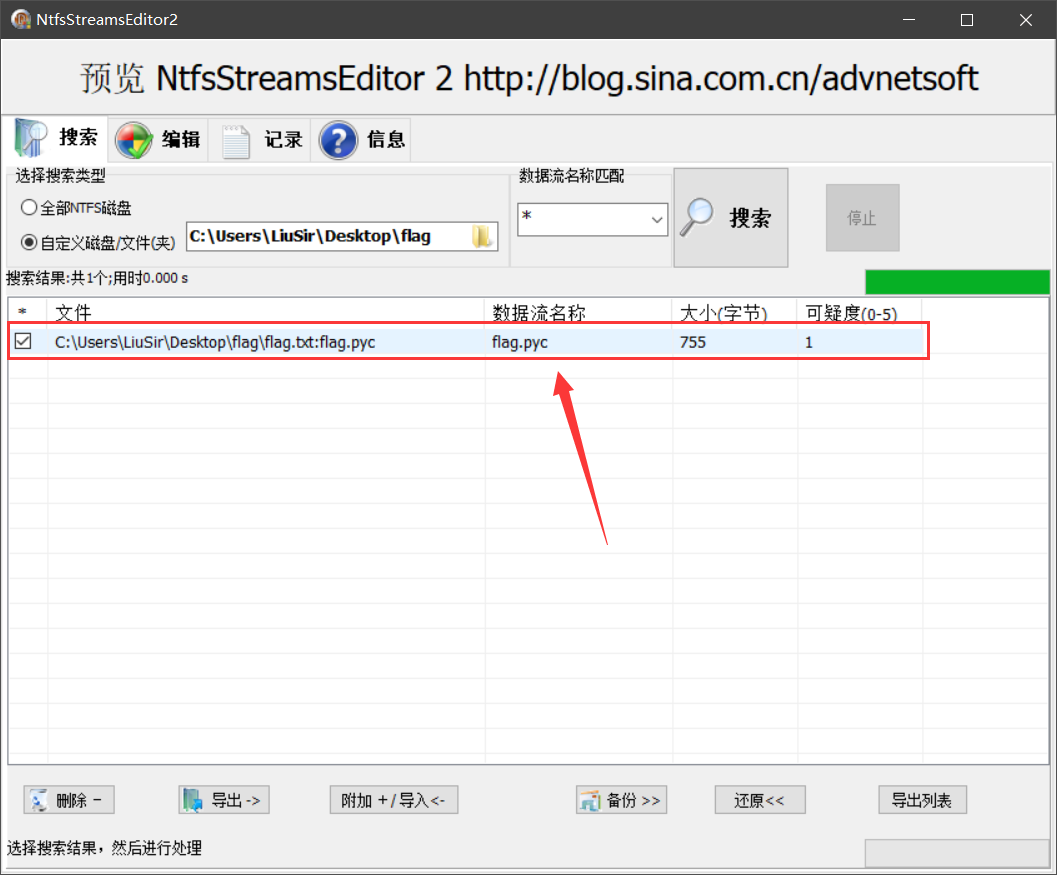 NtfsStreamsEditor2
预览 NtfsStreamsEditor 2 http://blog.sina.com.cn/advnetsoft
搜索 编辑 记录 信息
选择搜索类型 数据流名称匹配
全部NTFS磁盘
* 搜索 停止
自定义磁盘/文件(夹) C:\Users\LiuSir\Desktop\flag
搜索结果:共1个;用时0.000 s
* 文件 数据流名称 大小(字节) 可疑度(0-5)
C:\Users\LiuSir\Desktop\flag\flag.txt:flag.pyc flag.pyc 755 1
删除 − 导出 -> 附加 + / 导入<- 备份 >> 还原<< 导出列表
选择搜索结果，然后进行处理